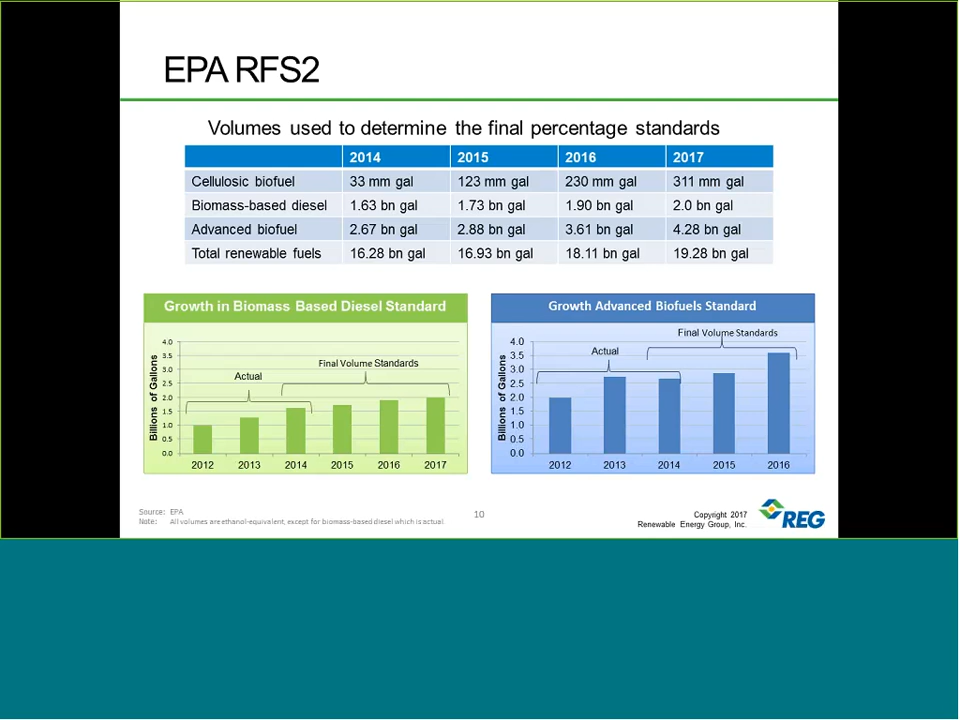 EPA RFS2
Volumes used to determine the final percentage standards
2014 2015 2016 2017
Cellulosic biofuel 33 mm gal 123 mm gal 230 mm gal 311 mm gal
Biomass-based diesel 1.63 bn gal 1.73 bn gal 1.90 bn gal 2.0 bn gal
Advanced biofuel 2.67 bn gal 2.88 bn gal 3.61 bn gal 4.28 bn gal
Total renewable fuels 16.28 bn gal 16.93 bn gal 18.11 bn gal 19.28 bn gal
Growth in Biomass Based Diesel Standard
Billions of Gallons
4.0
3.5
3.0
2.5
2.0
1.5
1.0
0.5
0.0
Actual
Final Volume Standards
2012 2013 2014 2015 2016 2017
Growth Advanced Biofuels Standard
Billions of Gallons
4.0
3.5
3.0
2.5
2.0
1.5
1.0
0.5
0.0
Actual
Final Volume Standards
2012 2013 2014 2015 2016
Source: EPA
Note: All volumes are ethanol-equivalent, except for biomass-based diesel which is actual.
10
Copyright 2017
Renewable Energy Group, Inc.
REG